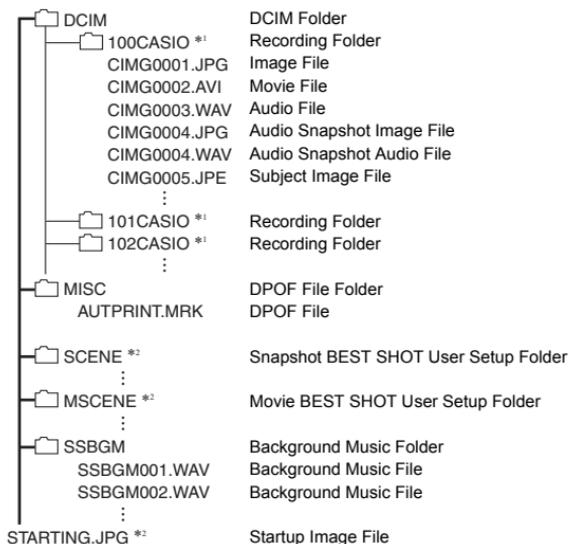 DCIM DCIM Folder
100CASIO *1 Recording Folder
CIMG0001.JPG Image File
CIMG0002.AVI Movie File
CIMG0003.WAV Audio File
CIMG0004.JPG Audio Snapshot Image File
CIMG0004.WAV Audio Snapshot Audio File
CIMG0005.JPE Subject Image File
⋮
101CASIO *1 Recording Folder
102CASIO *1 Recording Folder
⋮
MISC DPOF File Folder
AUTPRINT.MRK DPOF File
SCENE *2 Snapshot BEST SHOT User Setup Folder
⋮
MSCENE *2 Movie BEST SHOT User Setup Folder
⋮
SSBGM Background Music Folder
SSBGM001.WAV Background Music File
SSBGM002.WAV Background Music File
⋮
STARTING.JPG *2 Startup Image File